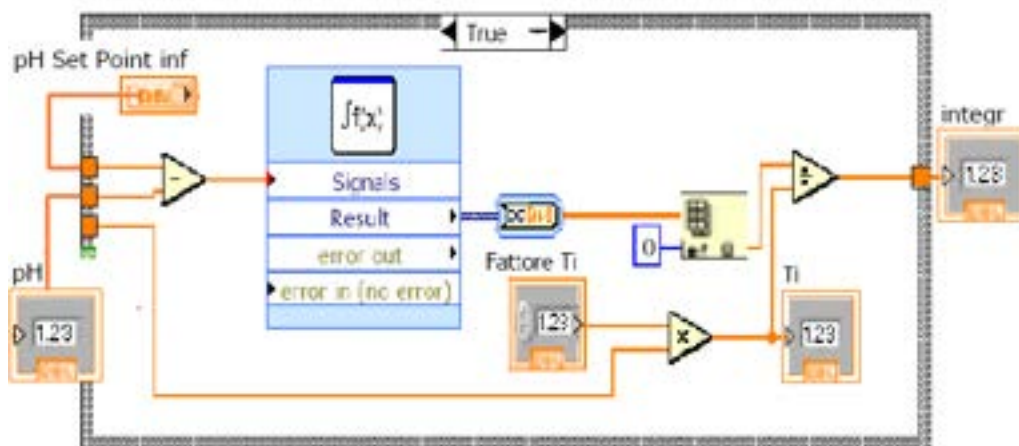 True
pH Set Point inf
integr
1.23
Signals
Result
error out
error in (no error)
0
Fattore Ti
1.23
Ti
1.23
pH
1.23